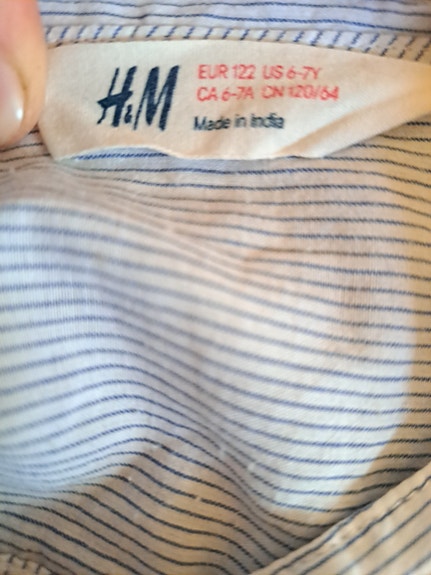 H&M
EUR 122 US 6-7Y
CA 6-7A CN 120/64
Made in India